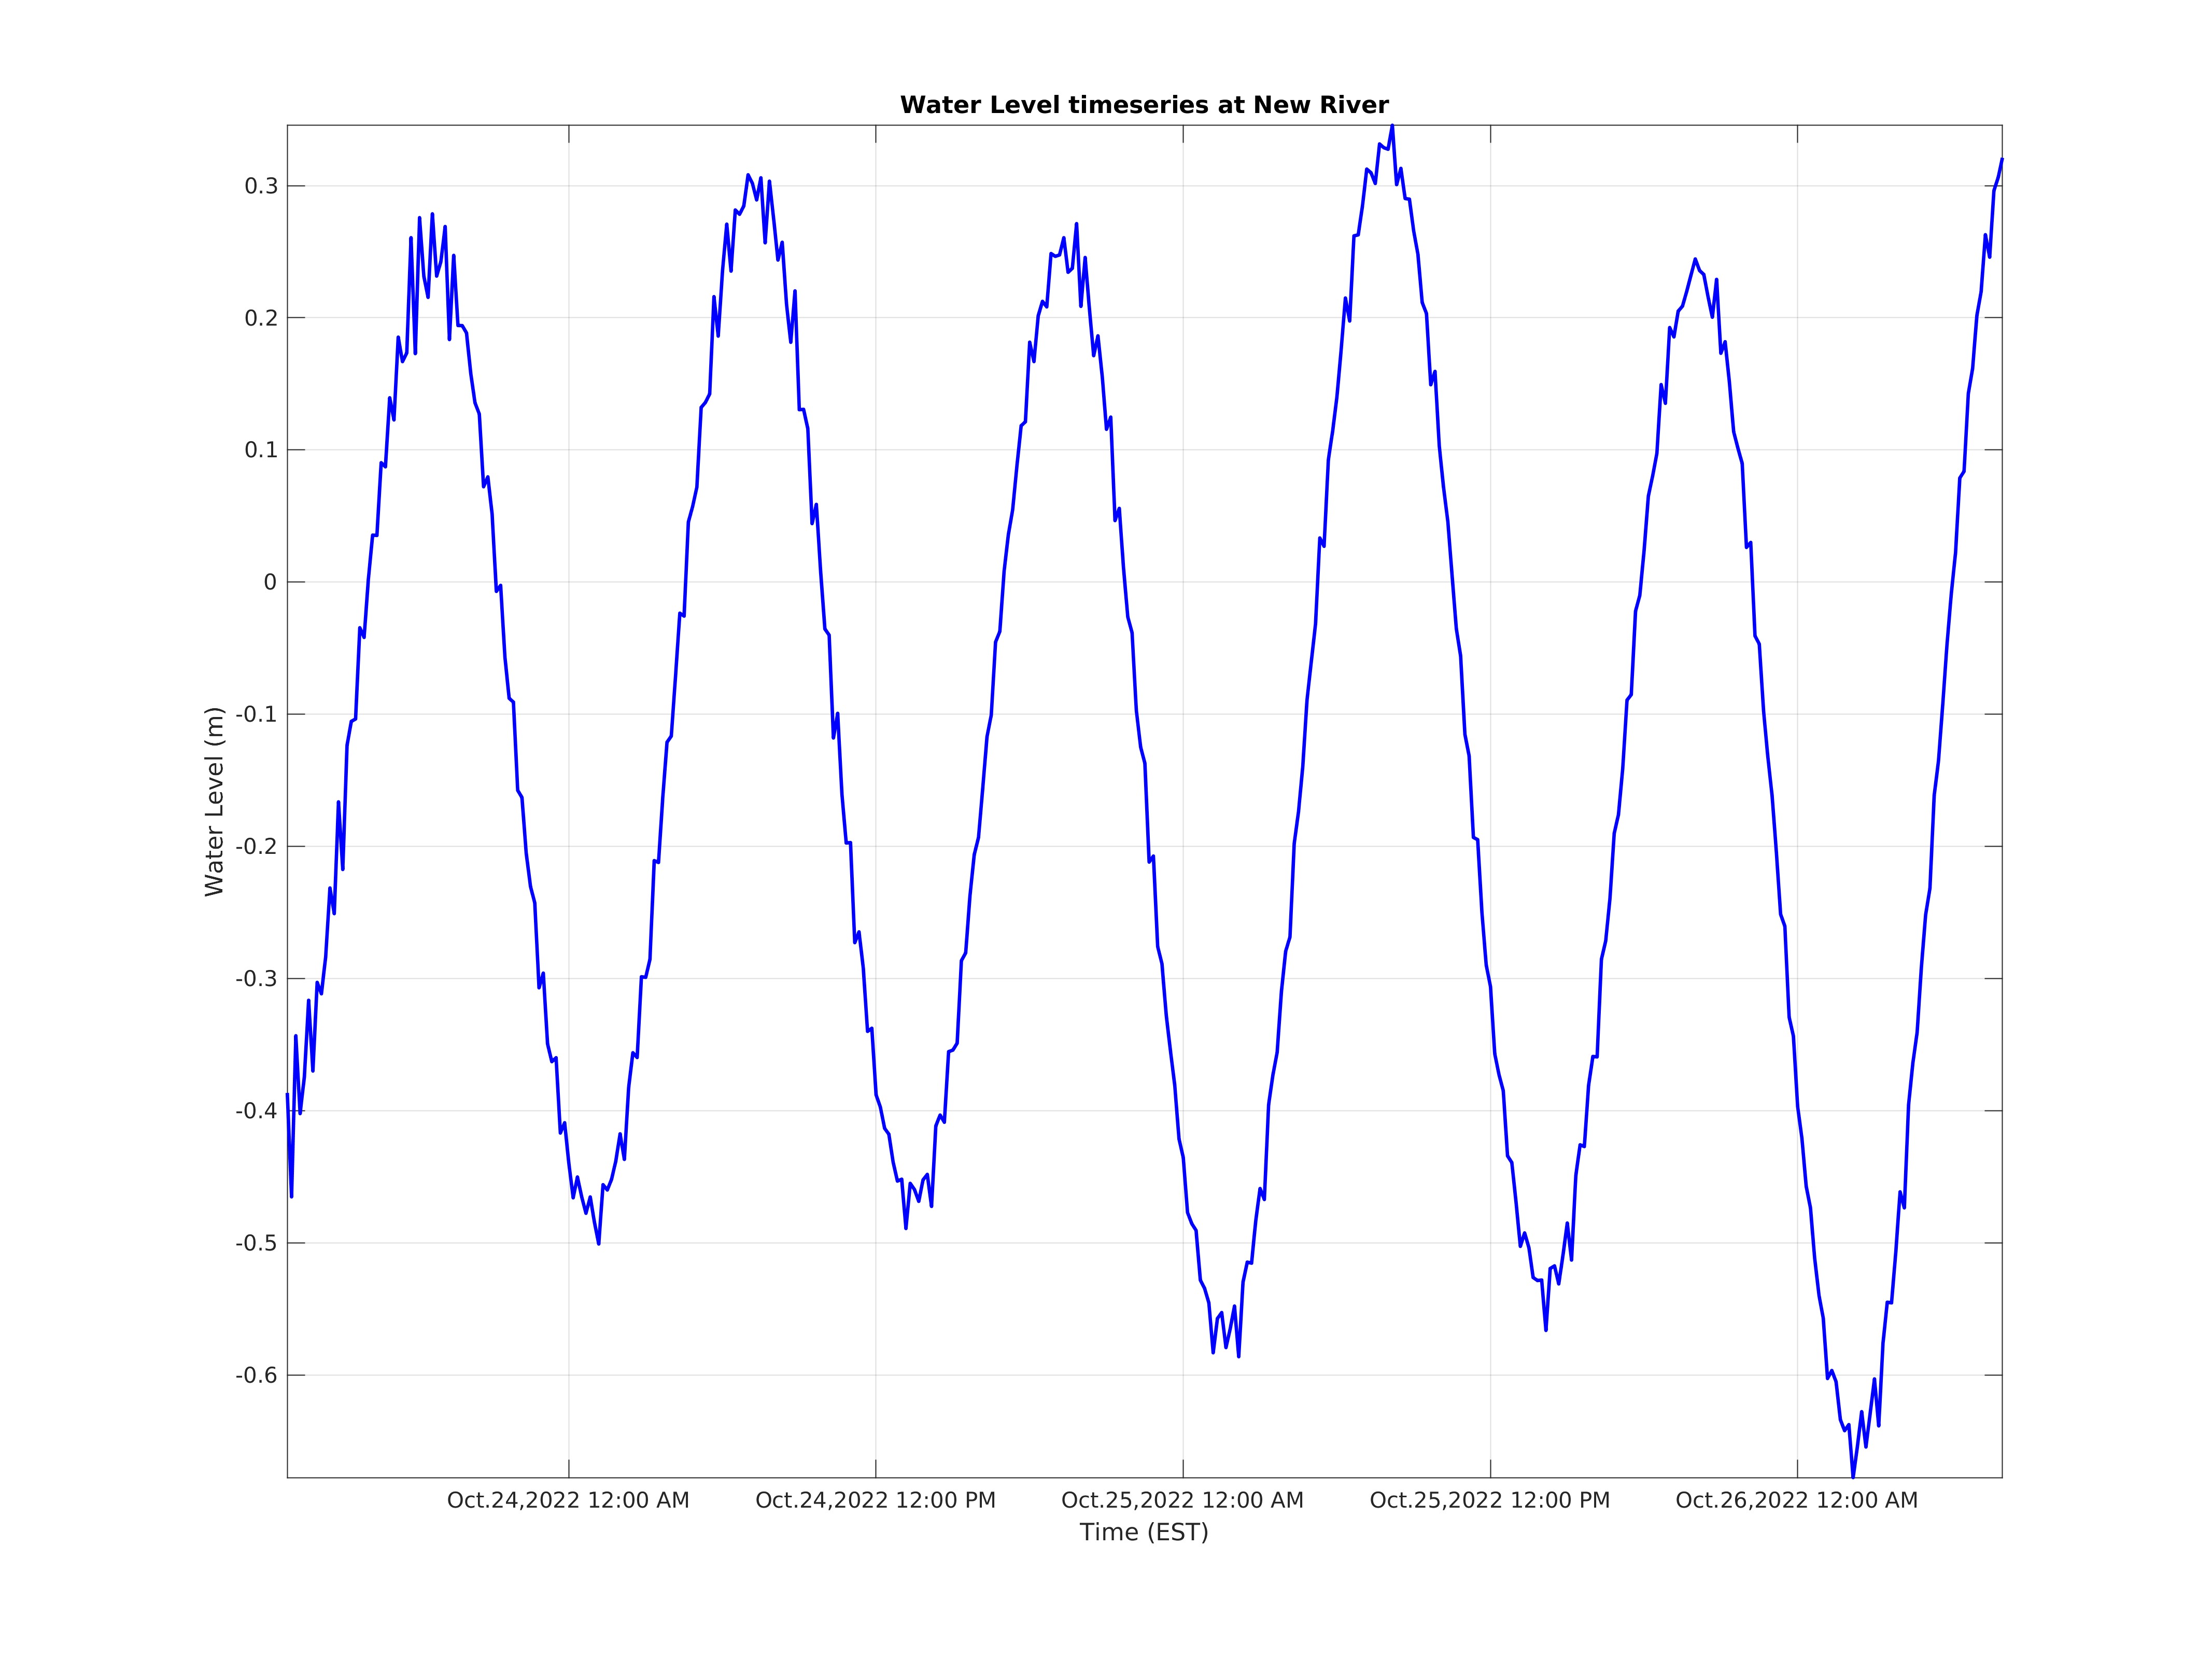 Water Level timeseries at New River
0.3
0.2
0.1
0
-0.1
-0.2
-0.3
-0.4
-0.5
-0.6
Water Level (m)
Oct.24,2022 12:00 AM Oct.24,2022 12:00 PM Oct.25,2022 12:00 AM Oct.25,2022 12:00 PM Oct.26,2022 12:00 AM
Time (EST)